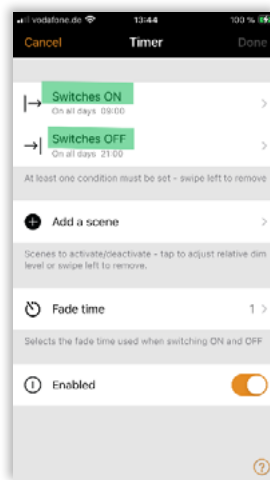 vodafone.de 13:44 100 %
Cancel Timer Done
Switches ON
On all days 09:00
Switches OFF
On all days 21:00
At least one condition must be set - swipe left to remove
Add a scene
Scenes to activate/deactivate - tap to adjust relative dim
level or swipe left to remove.
Fade time 1
Selects the fade time used when switching ON and OFF
Enabled
?